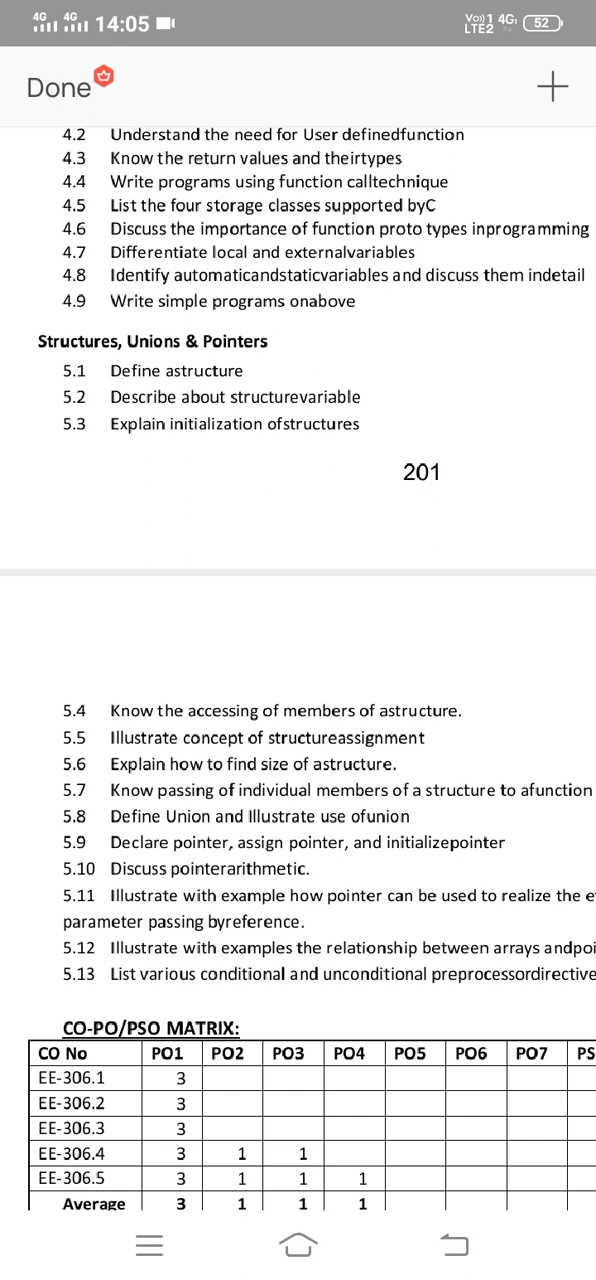 4G 4G 14:05 Vo)) 1 4G 52
LTE2
Done
4.2 Understand the need for User definedfunction
4.3 Know the return values and theirtypes
4.4 Write programs using function calltechnique
4.5 List the four storage classes supported byC
4.6 Discuss the importance of function proto types inprogramming
4.7 Differentiate local and externalvariables
4.8 Identify automaticandstaticvariables and discuss them indetail
4.9 Write simple programs onabove
Structures, Unions & Pointers
5.1 Define astructure
5.2 Describe about structurevariable
5.3 Explain initialization ofstructures
201
5.4 Know the accessing of members of astructure.
5.5 Illustrate concept of structureassignment
5.6 Explain how to find size of astructure.
5.7 Know passing of individual members of a structure to afunction
5.8 Define Union and Illustrate use ofunion
5.9 Declare pointer, assign pointer, and initializepointer
5.10 Discuss pointerarithmetic.
5.11 Illustrate with example how pointer can be used to realize the
parameter passing byreference.
5.12 Illustrate with examples the relationship between arrays andpoi
5.13 List various conditional and unconditional preprocessordirective
CO-PO/PSO MATRIX:
CO No PO1 PO2 PO3 PO4 PO5 PO6 PO7 PS
EE-306.1 3
EE-306.2 3
EE-306.3 3
EE-306.4 3 1 1
EE-306.5 3 1 1 1
Average 3 1 1 1